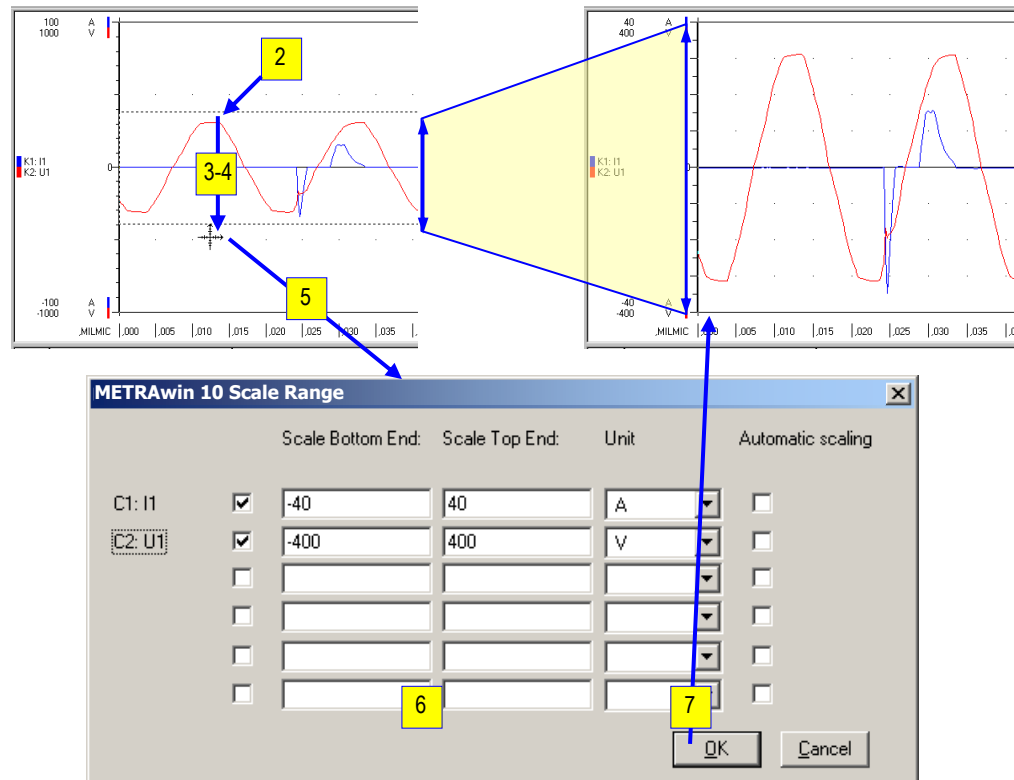 100 A
1000 V
2
K1: I1
K2: U1
0
3-4
-100 A
-1000 V
5
,MILMIC |,000 |,005 |,010 |,015 |,020 |,025 |,030 |,035
40 A
400 V
K1: I1
K2: U1
0
-40 A
-400 V
,MILMIC |,000 |,005 |,010 |,015 |,020 |,025 |,030 |,035
METRAwin 10 Scale Range
Scale Bottom End: Scale Top End: Unit Automatic scaling
C1: I1 -40 40 A
C2: U1 -400 400 V
6
7
OK Cancel